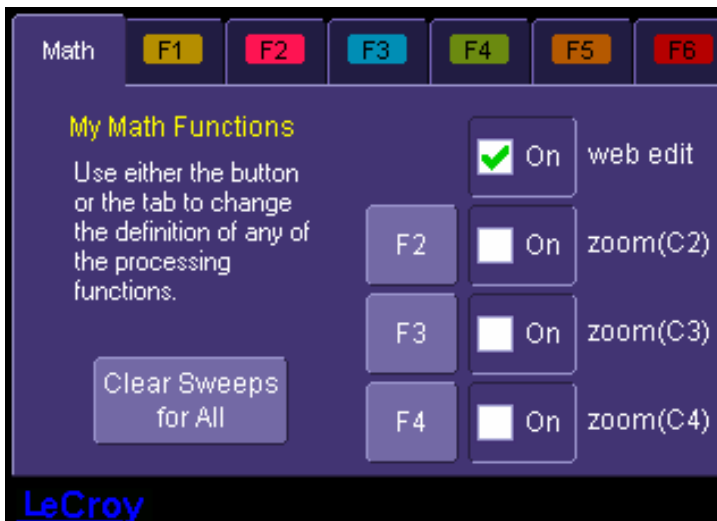 Math F1 F2 F3 F4 F5 F6
My Math Functions
Use either the button
or the tab to change
the definition of any of
the processing
functions.
Clear Sweeps
for All
On web edit
F2 On zoom(C2)
F3 On zoom(C3)
F4 On zoom(C4)
LeCroy